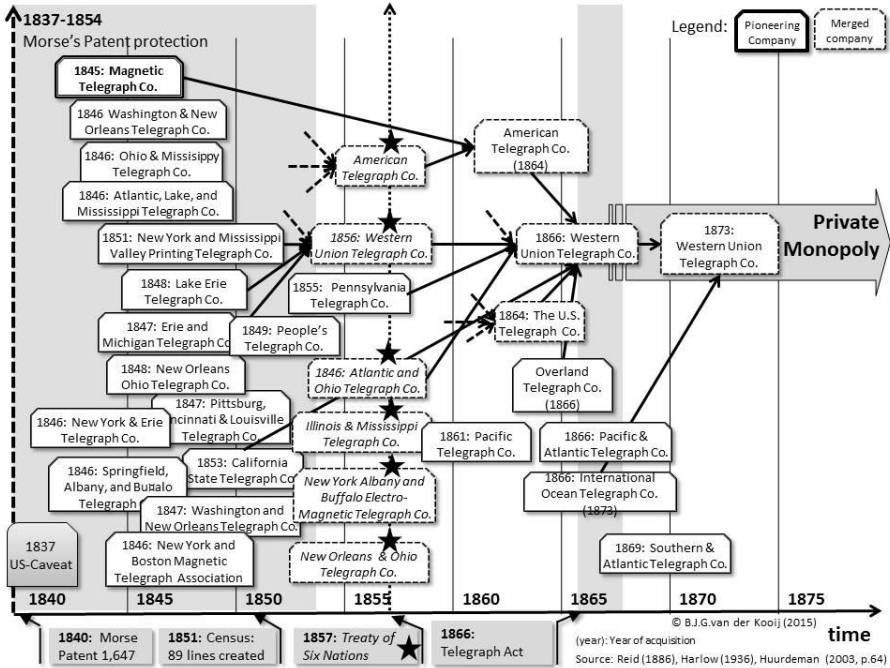 1837-1854
Morse's Patent protection
Legend:
Pioneering
Company
Merged
company
1845: Magnetic
Telegraph Co.
1846 Washington & New
Orleans Telegraph Co.
1846: Ohio & Missisippy
Telegraph Co.
1846: Atlantic, Lake, and
Mississippi Telegraph Co.
1851: New York and Mississippi
Valley Printing Telegraph Co.
1848: Lake Erie
Telegraph Co.
1847: Erie and
Michigan Telegraph Co
1849: People's
Telegraph Co.
1848: New Orleans
Ohio Telegraph Co.
1847: Pittsburg,
ncinnati & Louisville
Telegraph Co.
1846: New York & Erie
Telegraph Co.
1853: California
State Telegraph Co.
1846: Springfield,
Albany, and Buffalo
Telegraph
1847: Washington and
New Orleans Telegraph Co.
1846: New York and
Boston Magnetic
Telegraph Association
1837
US-Caveat
American
Telegraph Co.
1856: Western
Union Telegraph Co.
1855: Pennsylvania
Telegraph Co.
1846: Atlantic and
Ohio Telegraph Co.
Illinois & Mississippi
Telegraph Co.
New York Albany and
Buffalo Electro-
Magnetic Telegraph Co.
New Orleans & Ohio
Telegraph Co.
American
Telegraph Co.
(1864)
1866: Western
Union Telegraph Co.
1864: The U.S.
Telegraph Co.
Overland
Telegraph Co.
(1866)
1861: Pacific
Telegraph Co.
1866: Pacific &
Atlantic Telegraph Co.
1866: International
Ocean Telegraph Co.
(1873)
1869: Southern &
Atlantic Telegraph Co.
1873:
Western Union
Telegraph Co.
Private
Monopoly
1840
1845
1850
1855
1860
1865
1870
1875
© B.J.G.van der Kooij (2015)
time
1840: Morse
Patent 1,647
1851: Census:
89 lines created
1857: Treaty of
Six Nations
1866:
Telegraph Act
(year): Year of acquisition
Source: Reid (1886), Harlow (1936), Huurdeman (2003, p.64)